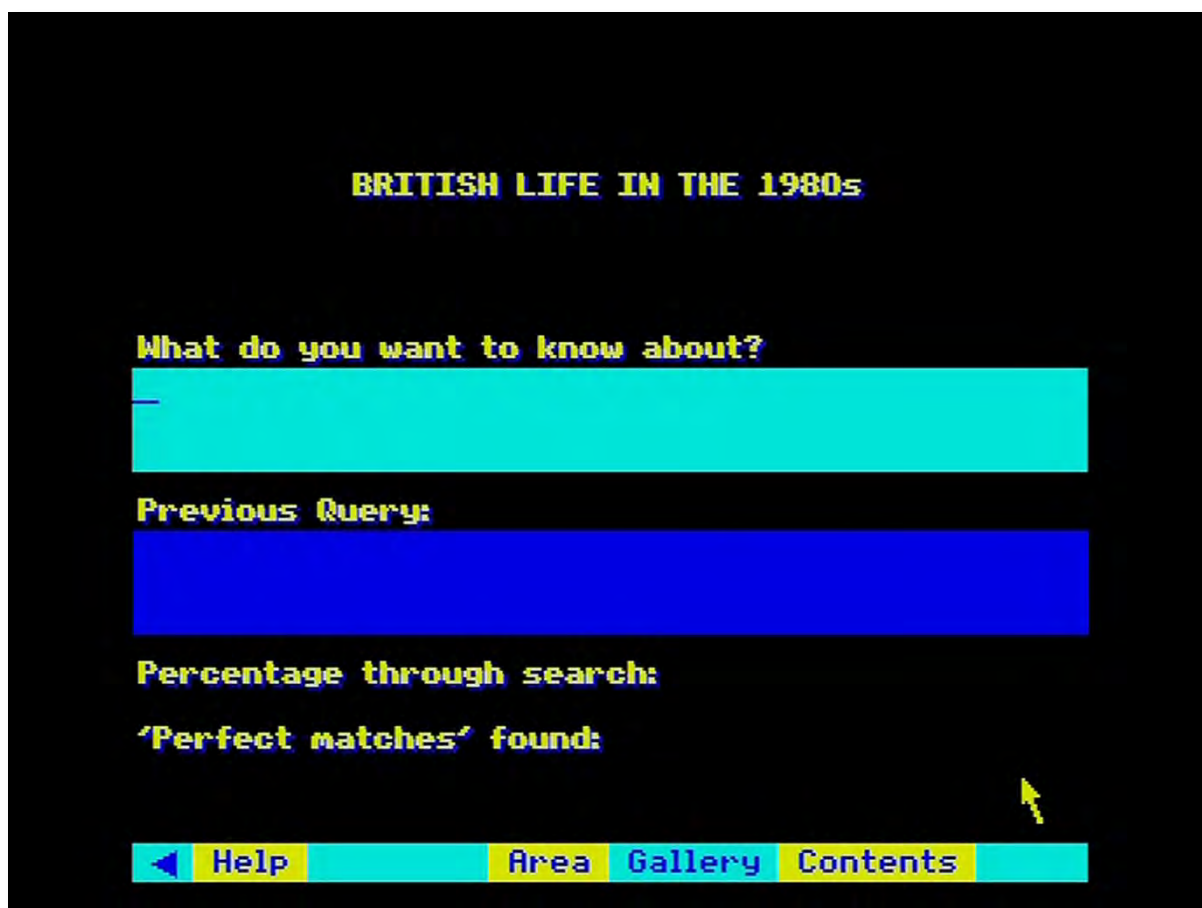 BRITISH LIFE IN THE 1980s
What do you want to know about?
Previous Query:
Percentage through search:
'Perfect matches' found:
Help Area Gallery Contents